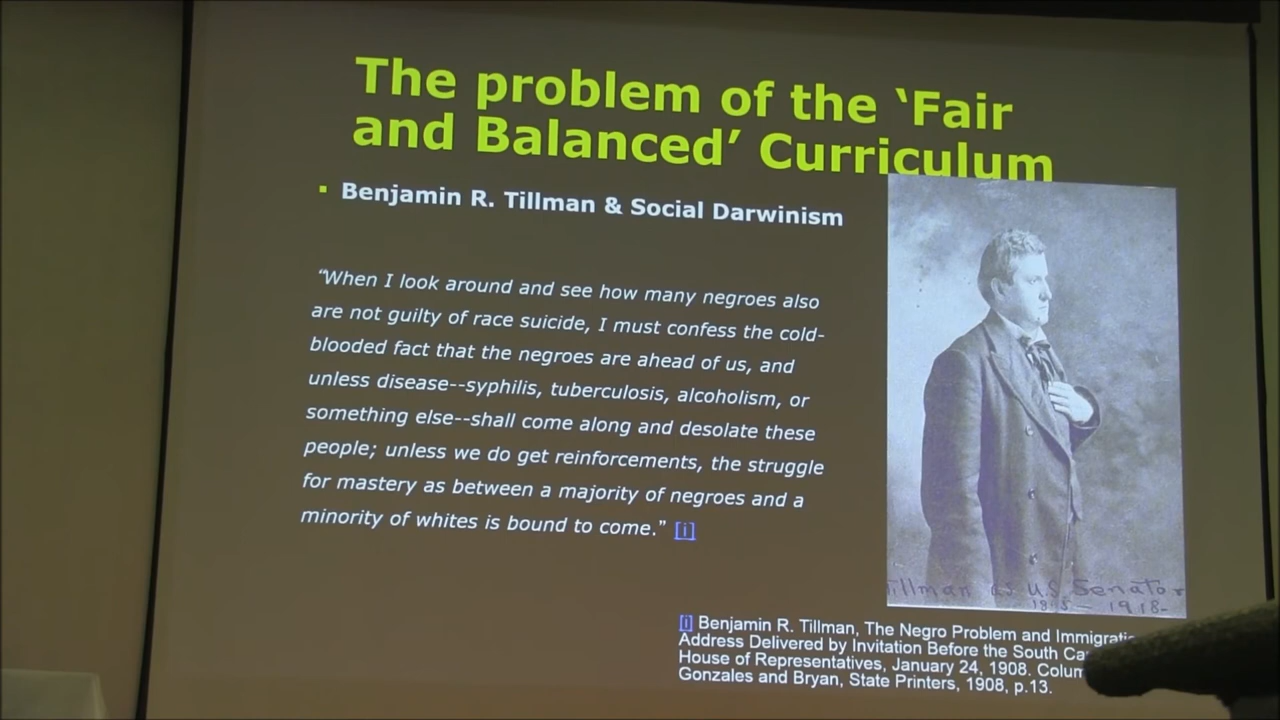 The problem of the ‘Fair
and Balanced’ Curriculum
Benjamin R. Tillman & Social Darwinism
“When I look around and see how many negroes also
are not guilty of race suicide, I must confess the cold-
blooded fact that the negroes are ahead of us, and
unless disease--syphilis, tuberculosis, alcoholism, or
something else--shall come along and desolate these
people; unless we do get reinforcements, the struggle
for mastery as between a majority of negroes and a
minority of whites is bound to come.” [i]
Tillman as U.S. Senator
1918-
[i] Benjamin R. Tillman, The Negro Problem and
Address Delivered by Invitation Before the South
House of Representatives, January 24, 1908.
Gonzales and Bryan, State Printers, 1908, p.13.